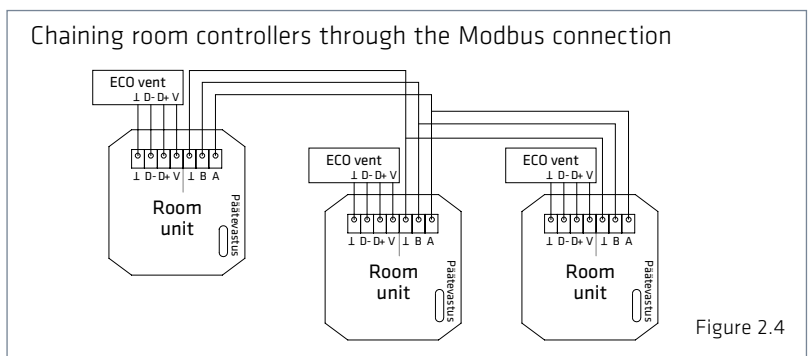 Chaining room controllers through the Modbus connection
ECO vent
⊥ D- D+ V
⊥ D- D+ V ⊥ B A
Room
unit
Päätevastus
ECO vent
⊥ D- D+ V
⊥ D- D+ V ⊥ B A
Room
unit
Päätevastus
ECO vent
⊥ D- D+ V
⊥ D- D+ V ⊥ B A
Room
unit
Päätevastus
Figure 2.4